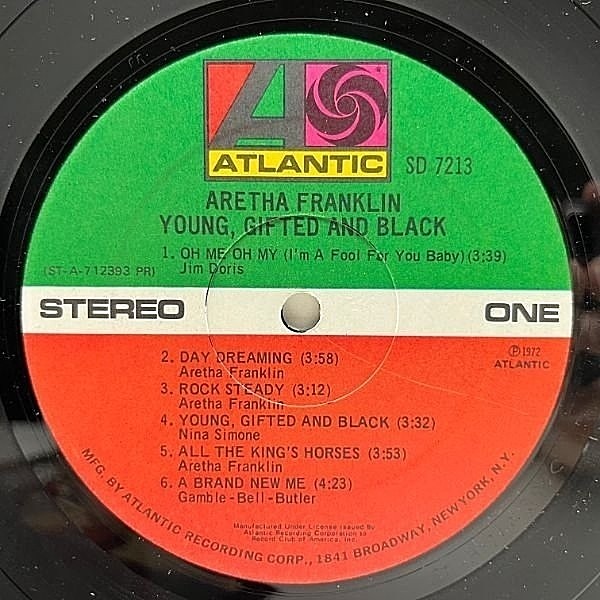 ATLANTIC
SD 7213
ARETHA FRANKLIN
YOUNG, GIFTED AND BLACK
1. OH ME OH MY (I'm A Fool For You Baby) (3:39)
Jim Doris
(ST-A-712393 PR)
STEREO
ONE
Ⓟ1972
ATLANTIC
2. DAY DREAMING (3:58)
Aretha Franklin
3. ROCK STEADY (3:12)
Aretha Franklin
4. YOUNG, GIFTED AND BLACK (3:32)
Nina Simone
5. ALL THE KING'S HORSES (3:53)
Aretha Franklin
6. A BRAND NEW ME (4:23)
Gamble-Bell-Butler
Manufactured Under License Issued by
Atlantic Recording Corporation to
Record Club of America, Inc.
MFG. BY ATLANTIC RECORDING CORP., 1841 BROADWAY, NEW YORK, N.Y.